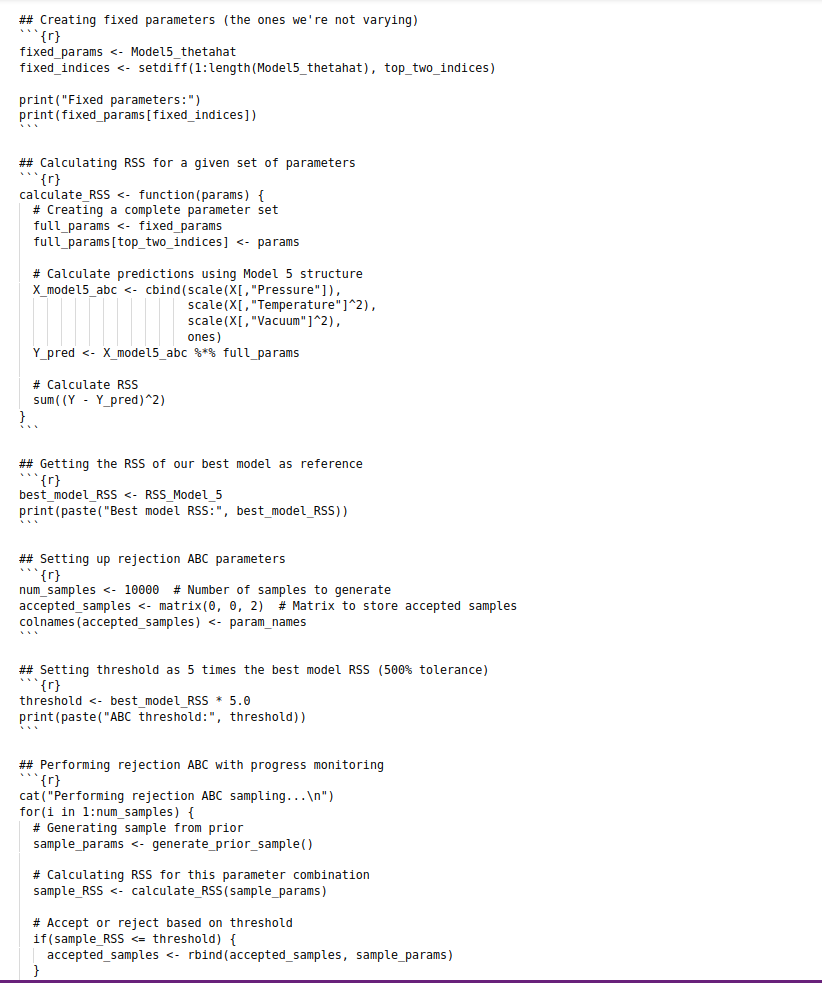 ## Creating fixed parameters (the ones we're not varying)
```{r}
fixed_params <- Model5_thetahat
fixed_indices <- setdiff(1:length(Model5_thetahat), top_two_indices)

print("Fixed parameters:")
print(fixed_params[fixed_indices])
```

## Calculating RSS for a given set of parameters
```{r}
calculate_RSS <- function(params) {
  # Creating a complete parameter set
  full_params <- fixed_params
  full_params[top_two_indices] <- params

  # Calculate predictions using Model 5 structure
  X_model5_abc <- cbind(scale(X[,"Pressure"]),
                        scale(X[,"Temperature"]^2),
                        scale(X[,"Vacuum"]^2),
                        ones)
  Y_pred <- X_model5_abc %*% full_params

  # Calculate RSS
  sum((Y - Y_pred)^2)
}
```

## Getting the RSS of our best model as reference
```{r}
best_model_RSS <- RSS_Model_5
print(paste("Best model RSS:", best_model_RSS))
```

## Setting up rejection ABC parameters
```{r}
num_samples <- 10000  # Number of samples to generate
accepted_samples <- matrix(0, 0, 2)  # Matrix to store accepted samples
colnames(accepted_samples) <- param_names
```

## Setting threshold as 5 times the best model RSS (500% tolerance)
```{r}
threshold <- best_model_RSS * 5.0
print(paste("ABC threshold:", threshold))
```

## Performing rejection ABC with progress monitoring
```{r}
cat("Performing rejection ABC sampling...\n")
for(i in 1:num_samples) {
  # Generating sample from prior
  sample_params <- generate_prior_sample()

  # Calculating RSS for this parameter combination
  sample_RSS <- calculate_RSS(sample_params)

  # Accept or reject based on threshold
  if(sample_RSS <= threshold) {
    accepted_samples <- rbind(accepted_samples, sample_params)
  }